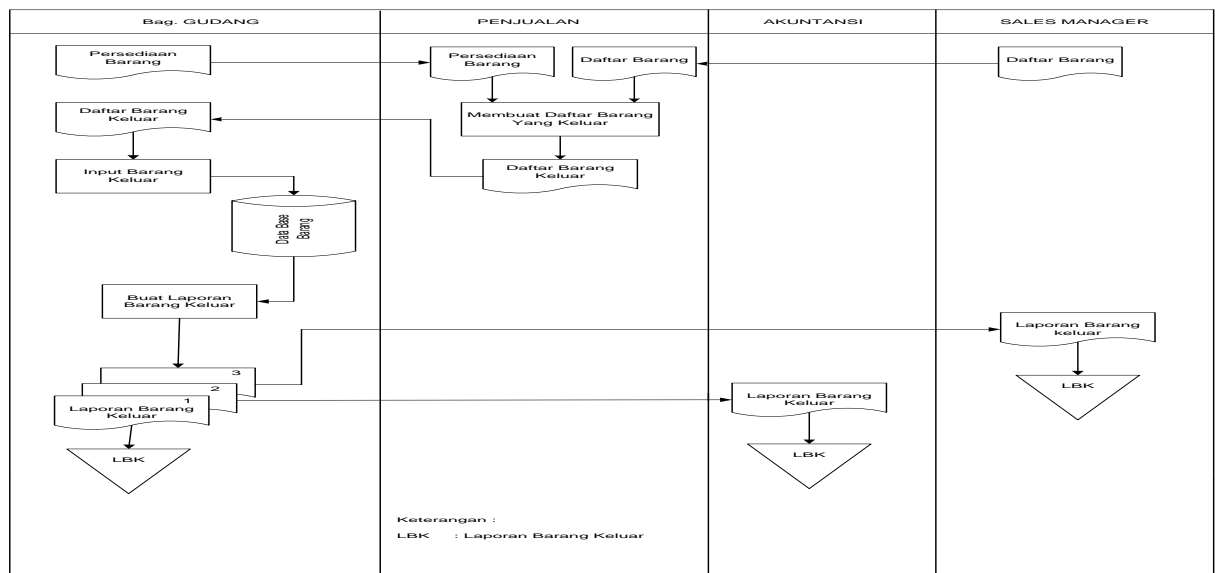 Bag. GUDANG
PENJUALAN
AKUNTANSI
SALES MANAGER
Persediaan
Barang
Persediaan
Barang
Daftar Barang
Daftar Barang
Daftar Barang
Keluar
Membuat Daftar Barang
Yang Keluar
Input Barang
Keluar
Daftar Barang
Keluar
Data Base
Barang
Buat Laporan
Barang Keluar
Laporan Barang
keluar
LBK
3
2
1
Laporan Barang
Keluar
Laporan Barang
Keluar
LBK
LBK
Keterangan :
LBK : Laporan Barang Keluar